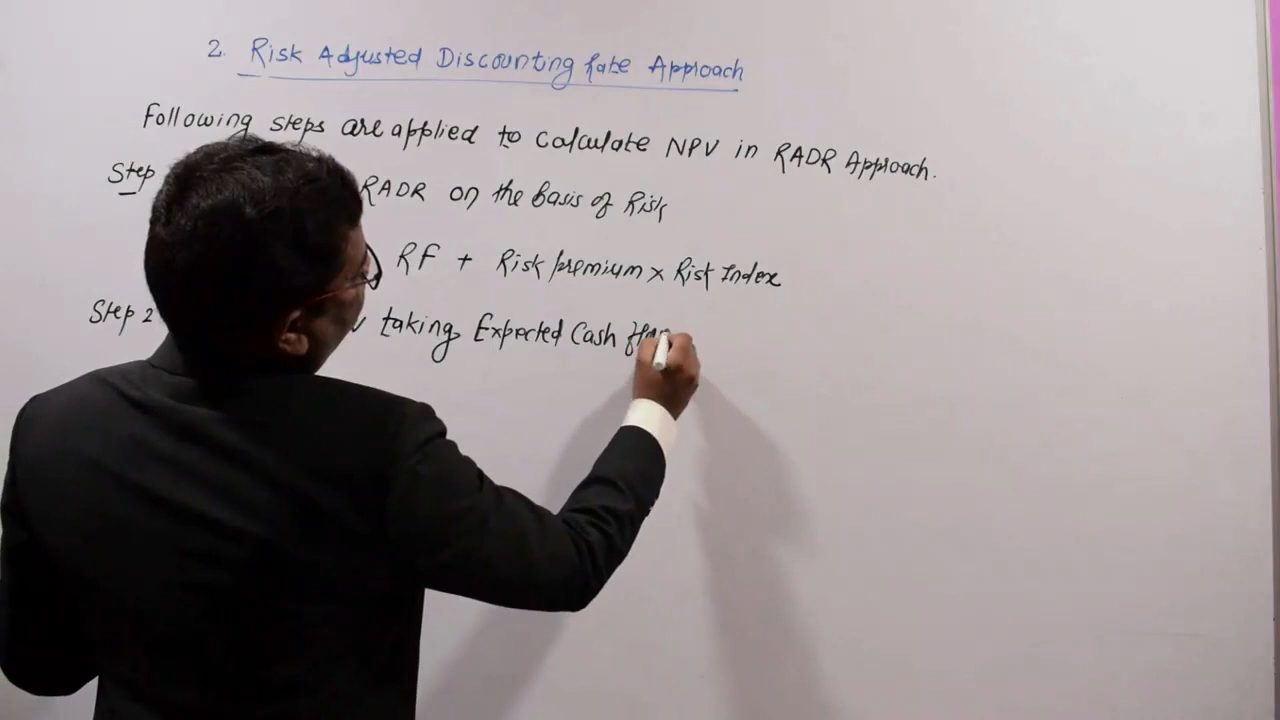 2. Risk Adjusted Discounting Rate Approach
Following steps are applied to Calculate NPV in RADR Approach.
Step RADR on the basis of Risk
RF + Risk premium x Risk Index
Step 2 taking Expected Cash